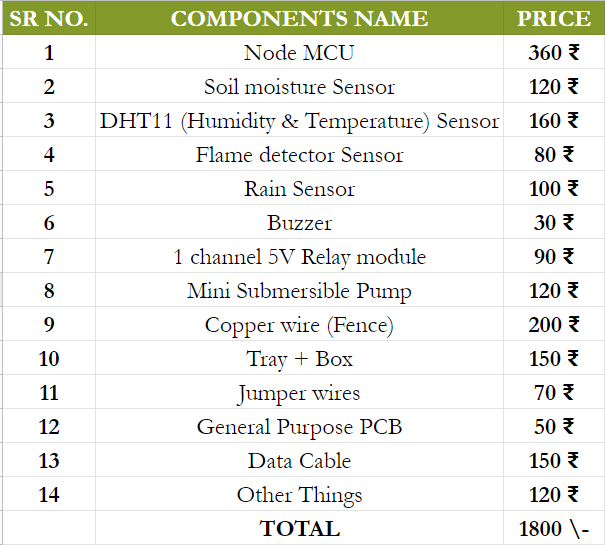 SR NO. COMPONENTS NAME PRICE
1 Node MCU 360 ₹
2 Soil moisture Sensor 120 ₹
3 DHT11 (Humidity & Temperature) Sensor 160 ₹
4 Flame detector Sensor 80 ₹
5 Rain Sensor 100 ₹
6 Buzzer 30 ₹
7 1 channel 5V Relay module 90 ₹
8 Mini Submersible Pump 120 ₹
9 Copper wire (Fence) 200 ₹
10 Tray + Box 150 ₹
11 Jumper wires 70 ₹
12 General Purpose PCB 50 ₹
13 Data Cable 150 ₹
14 Other Things 120 ₹
TOTAL 1800 \-